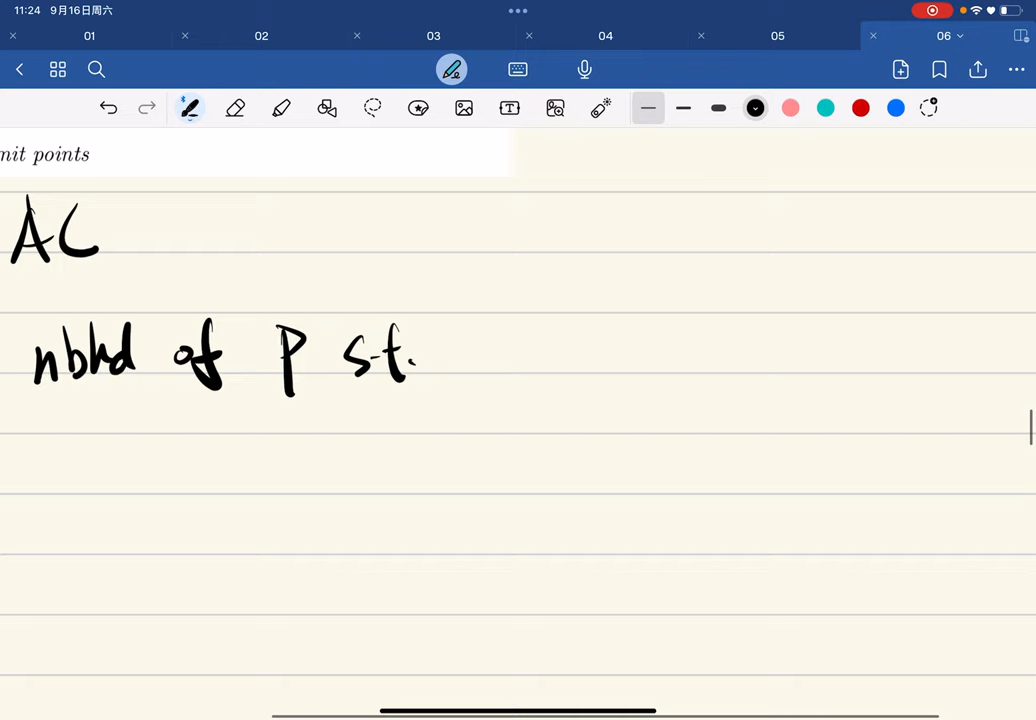 11:24 9月16日周六
01 02 03 04 05 06
nit points
AC
nbhd of P s.t.